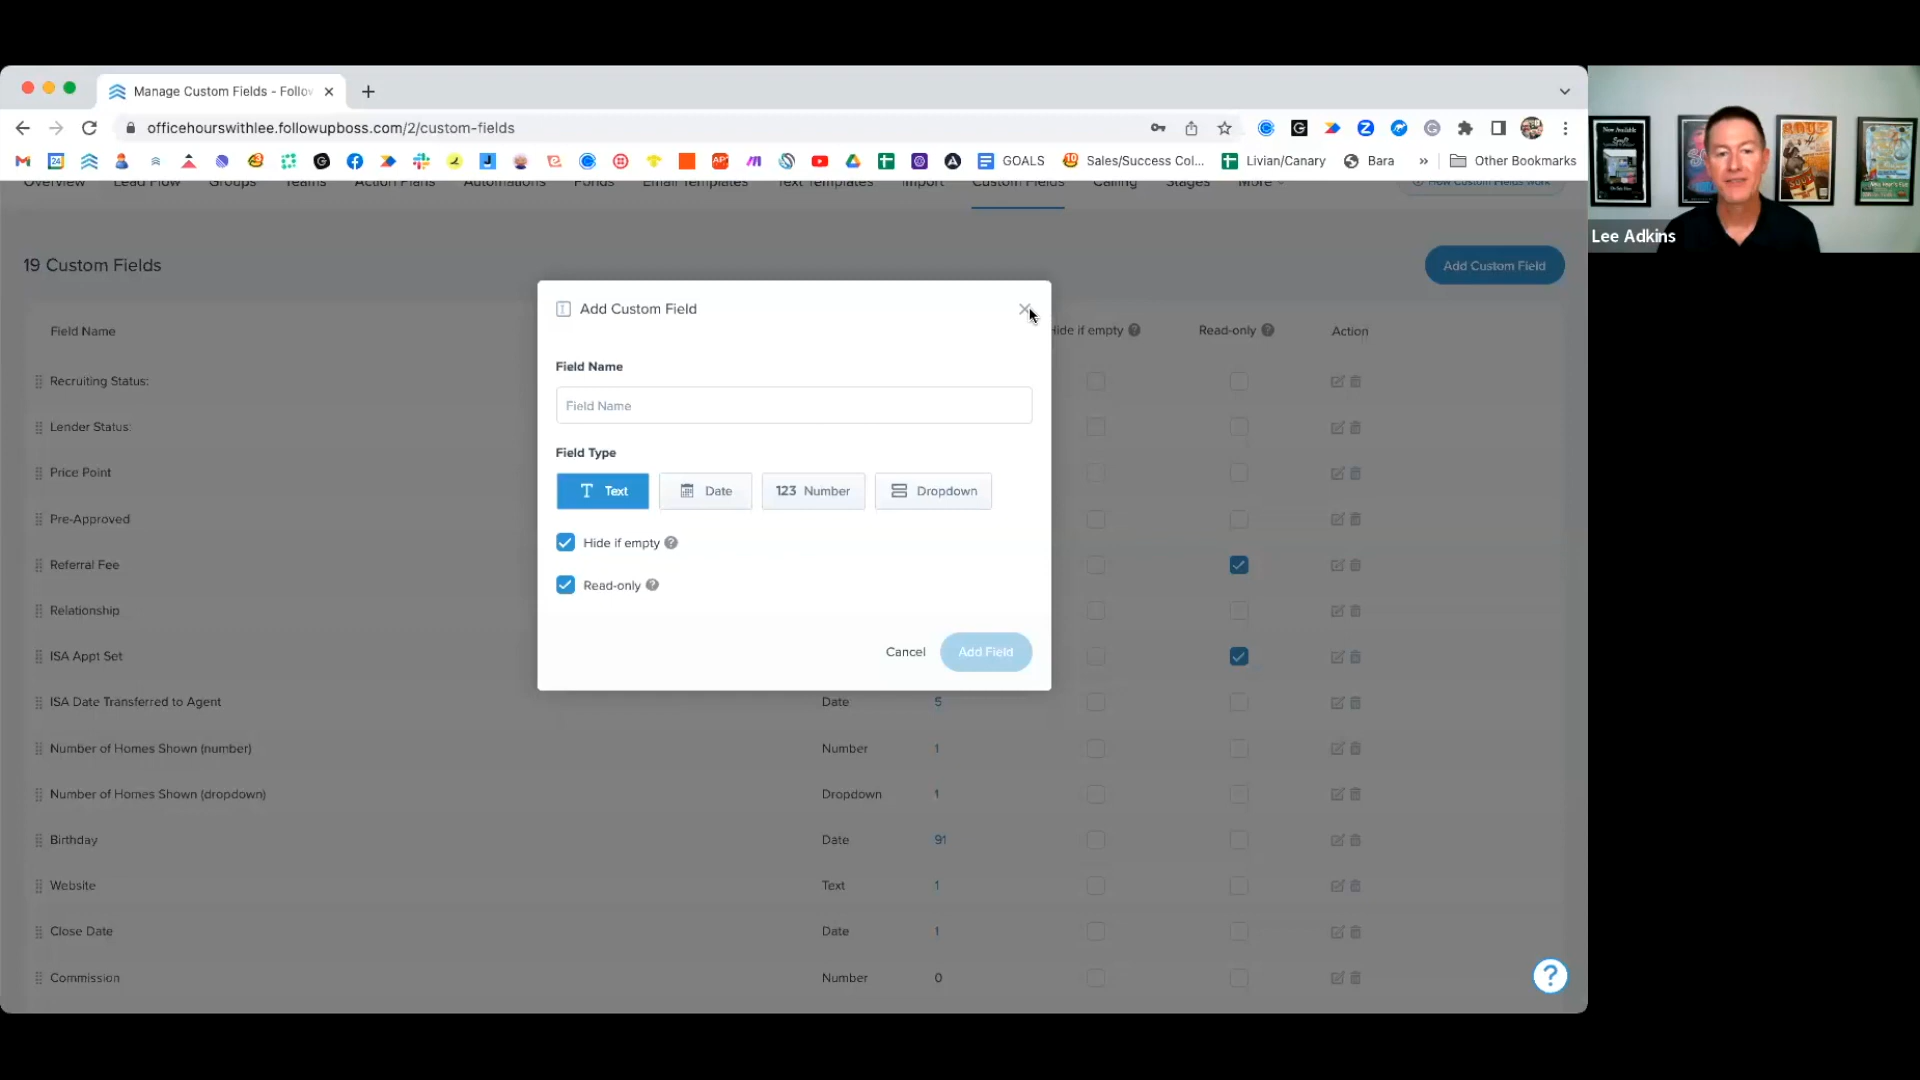 Manage Custom Fields - Follow
officehourswithlee.followupboss.com/2/custom-fields
GOALS
Sales/Success Col...
Livian/Canary
Bara
»
Other Bookmarks
Overview
Lead Flow
Groups
Teams
Action Plans
Automations
Ponds
Email Templates
Text Templates
Import
Custom Fields
Calling
Stages
More
How Custom Fields Work
Lee Adkins
19 Custom Fields
Add Custom Field
Field Name
Hide if empty
Read-only
Action
Add Custom Field
Field Name
Field Name
Field Type
Text
Date
123 Number
Dropdown
Hide if empty
Read-only
Cancel
Add Field
Recruiting Status:
Lender Status:
Price Point
Pre-Approved
Referral Fee
Relationship
ISA Appt Set
ISA Date Transferred to Agent Date 5
Number of Homes Shown (number) Number 1
Number of Homes Shown (dropdown) Dropdown 1
Birthday Date 91
Website Text 1
Close Date Date 1
Commission Number 0